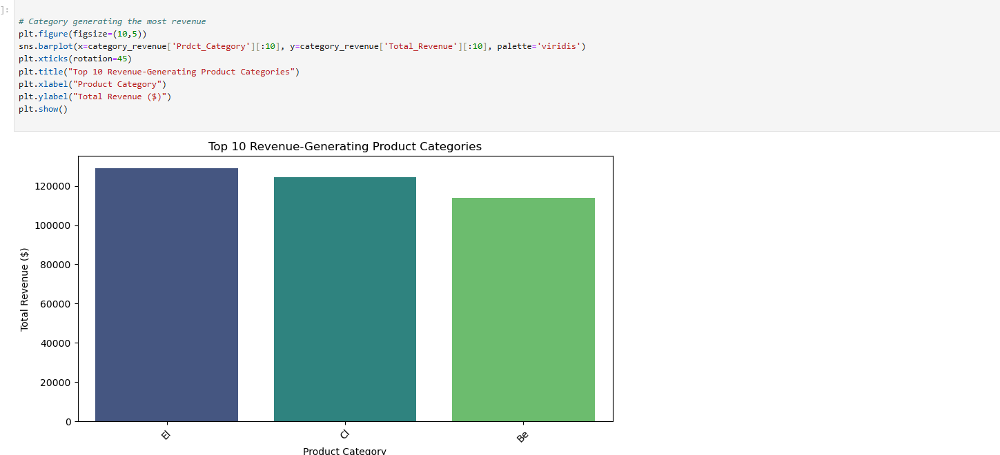 ]:
# Category generating the most revenue
plt.figure(figsize=(10,5))
sns.barplot(x=category_revenue['Prdct_Category'][:10], y=category_revenue['Total_Revenue'][:10], palette='viridis')
plt.xticks(rotation=45)
plt.title("Top 10 Revenue-Generating Product Categories")
plt.xlabel("Product Category")
plt.ylabel("Total Revenue ($)")
plt.show()
Top 10 Revenue-Generating Product Categories
Total Revenue ($)
120000
100000
80000
60000
40000
20000
0
El
Cl
Be
Product Category